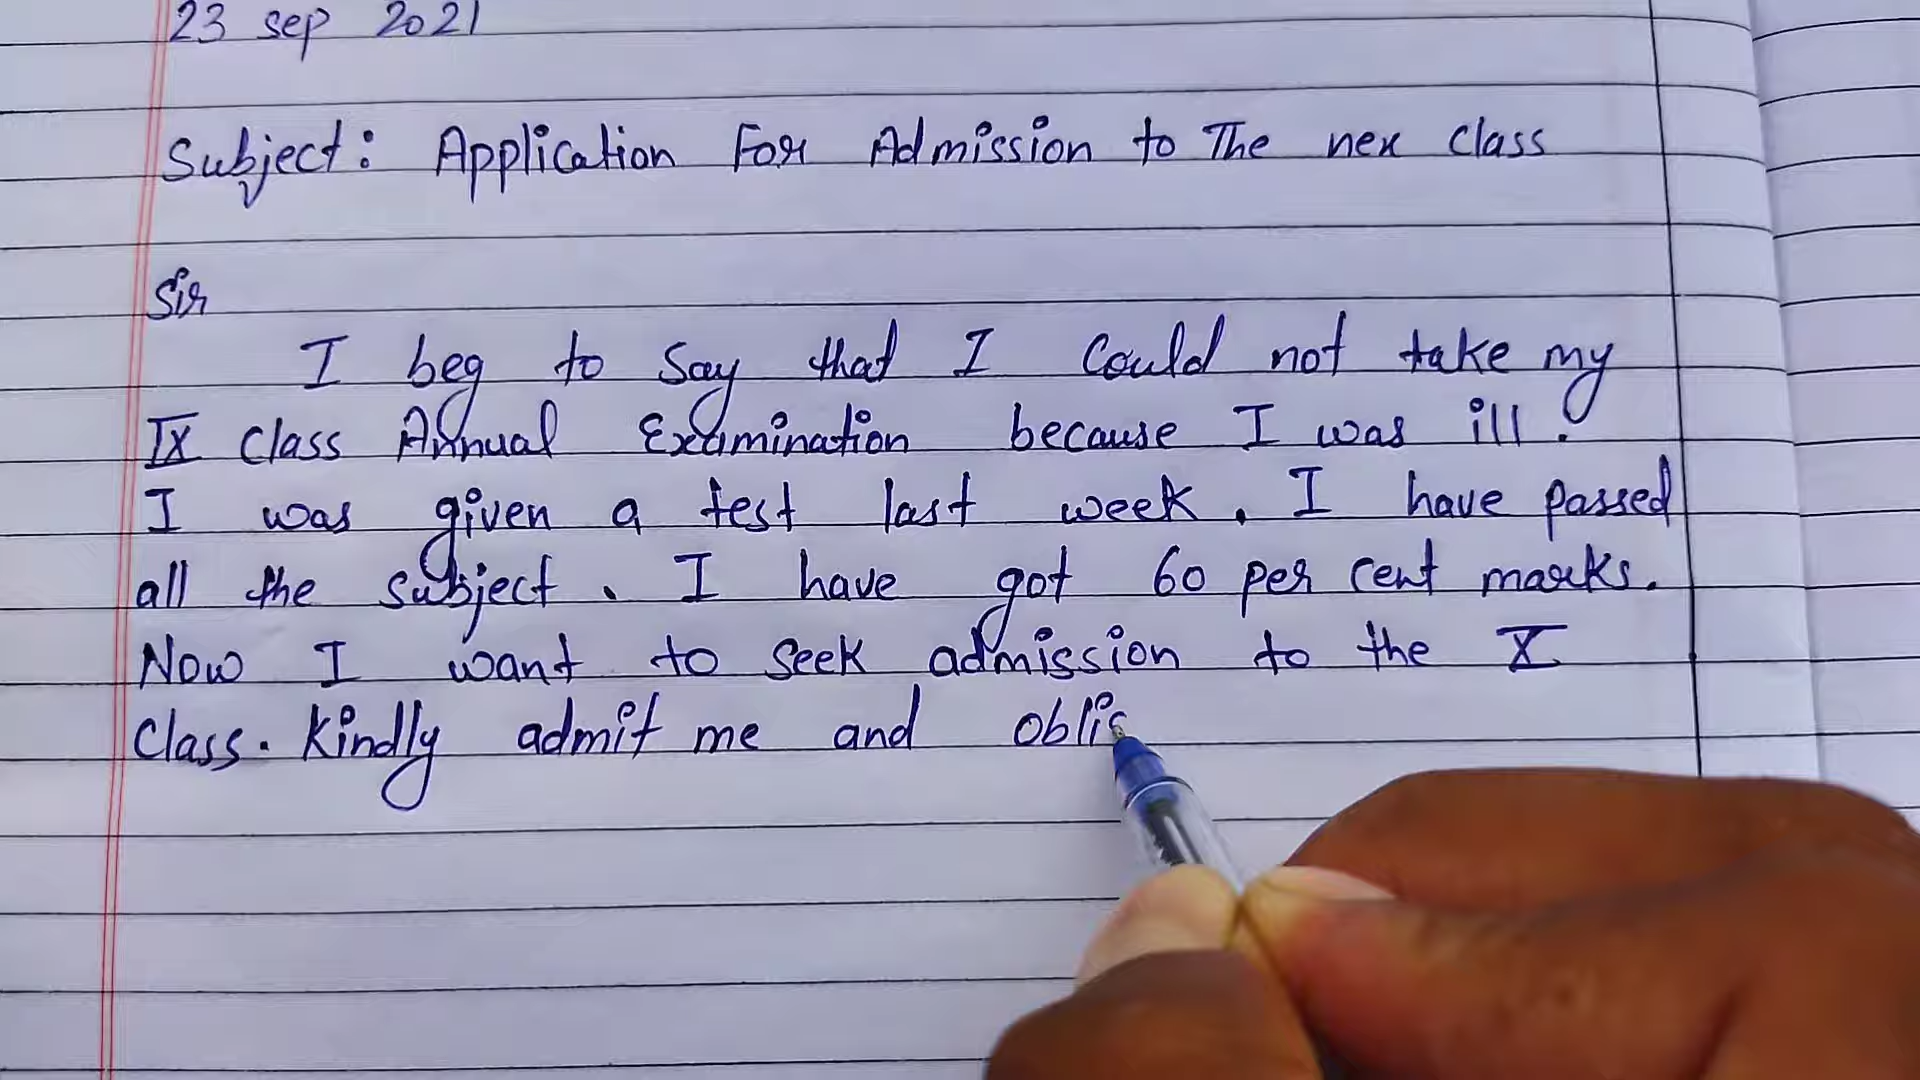 23 sep 2021
Subject: Application For Admission to The nex class
Sir
I beg to say that I could not take my
IX class Annual Examination because I was ill.
I was given a test last week. I have passed
all the subject. I have got 60 per cent marks.
Now I want to seek admission to the X
class. Kindly admit me and oblig